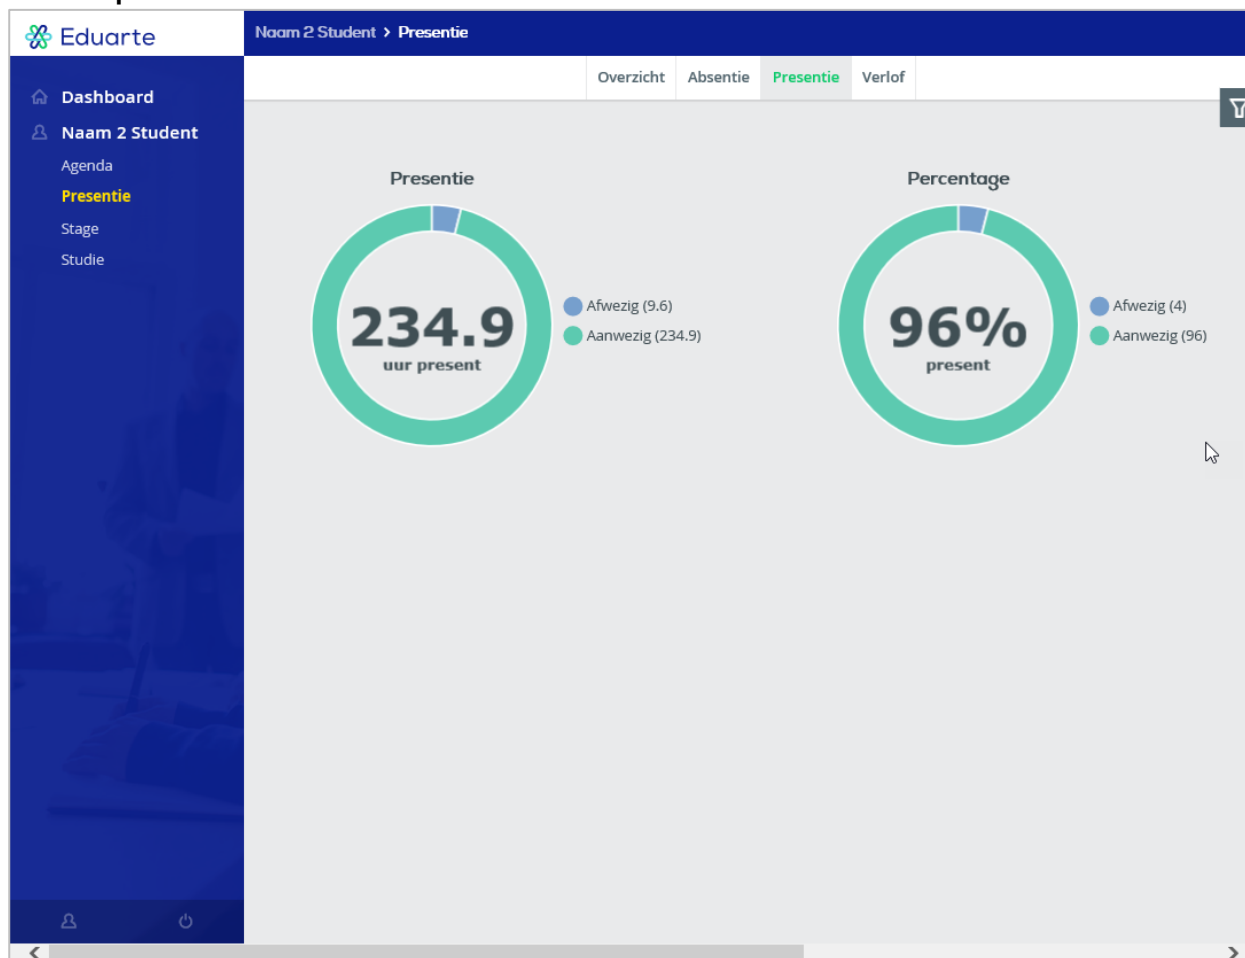 Eduarte
Naam 2 Student > Presentie
Overzicht Absentie Presentie Verlof
Dashboard
Naam 2 Student
Agenda
Presentie
Stage
Studie
Presentie
234.9
uur present
Afwezig (9.6)
Aanwezig (234.9)
Percentage
96%
present
Afwezig (4)
Aanwezig (96)